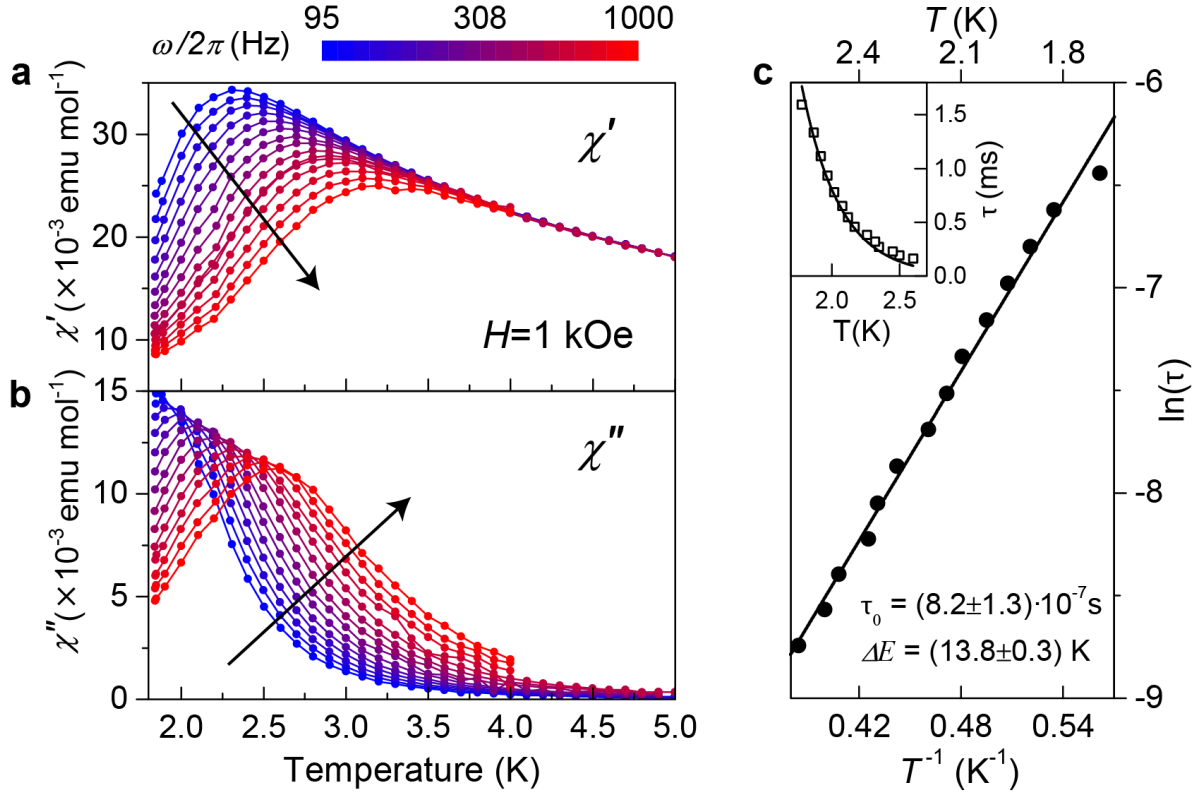 ω/2π (Hz)
95 308 1000
a
χ′ (×10⁻³ emu mol⁻¹)
30
20
10
χ′
H=1 kOe
b
χ″ (×10⁻³ emu mol⁻¹)
15
10
5
0
χ″
2.0 2.5 3.0 3.5 4.0 4.5 5.0
Temperature (K)
c
T (K)
2.4 2.1 1.8
-6
-7
-8
-9
ln(τ)
1.5
1.0
0.5
0.0
τ (ms)
2.0 2.5
T(K)
τ₀ = (8.2±1.3)·10⁻⁷s
ΔE = (13.8±0.3) K
0.42 0.48 0.54
T⁻¹ (K⁻¹)